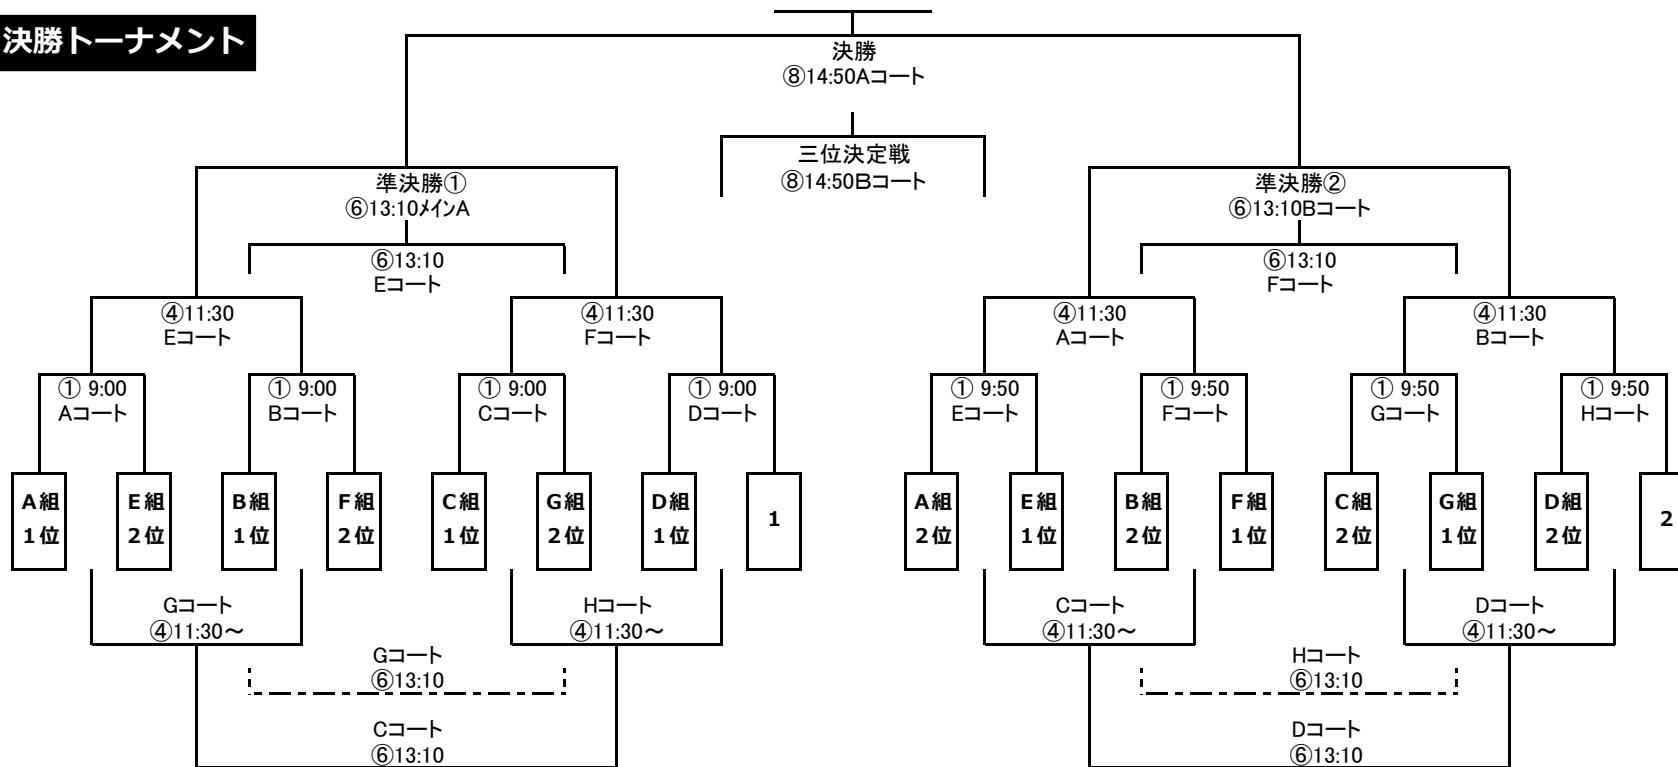 決勝トーナメント
決勝
⑧14:50Aコート
三位決定戦
⑧14:50Bコート
準決勝①
⑥13:10ﾒｲﾝA
準決勝②
⑥13:10Bコート
⑥13:10
Eコート
⑥13:10
Fコート
④11:30
Eコート
④11:30
Fコート
④11:30
Aコート
④11:30
Bコート
① 9:00
Aコート
① 9:00
Bコート
① 9:00
Cコート
① 9:00
Dコート
① 9:50
Eコート
① 9:50
Fコート
① 9:50
Gコート
① 9:50
Hコート
A組
1位
E組
2位
B組
1位
F組
2位
C組
1位
G組
2位
D組
1位
1
A組
2位
E組
1位
B組
2位
F組
1位
C組
2位
G組
1位
D組
2位
2
Gコート
④11:30～
Hコート
④11:30～
Cコート
④11:30～
Dコート
④11:30～
Gコート
⑥13:10
Hコート
⑥13:10
Cコート
⑥13:10
Dコート
⑥13:10